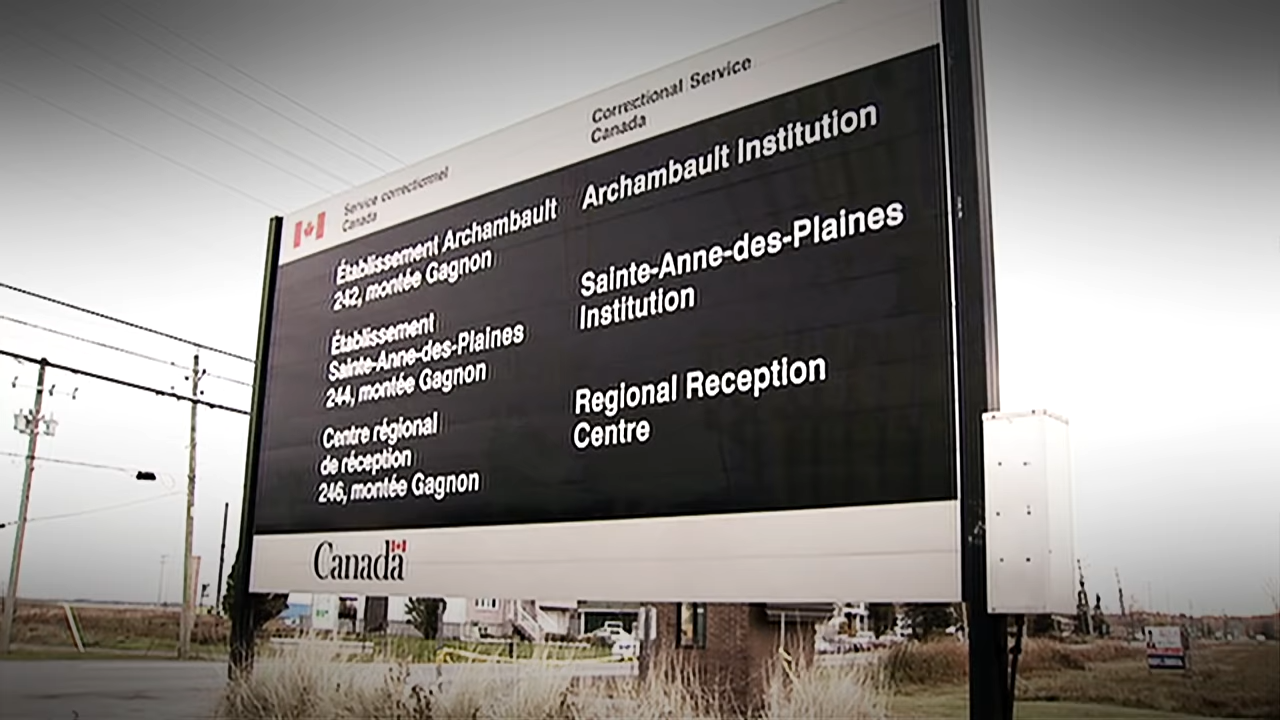 Service correctionnel
Canada
Correctional Service
Canada
Établissement Archambault
242, montée Gagnon
Établissement
Sainte-Anne-des-Plaines
244, montée Gagnon
Centre régional
de réception
246, montée Gagnon
Archambault Institution
Sainte-Anne-des-Plaines
Institution
Regional Reception
Centre
Canada